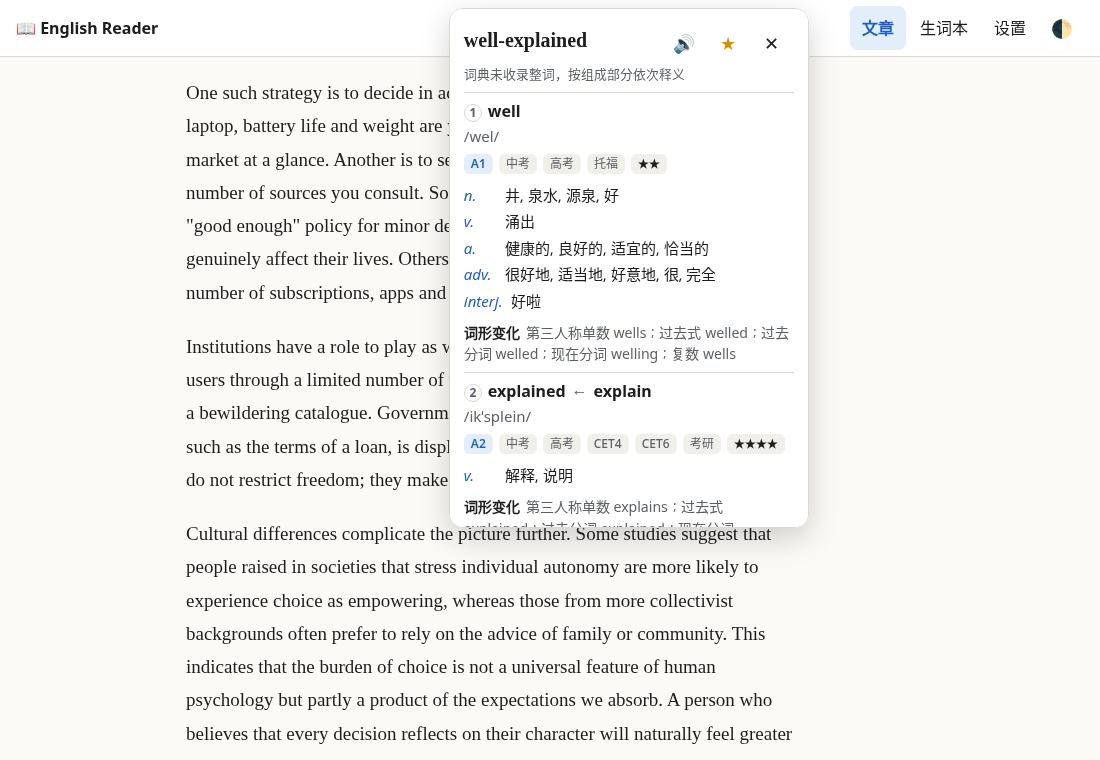 📖 English Reader
文章
生词本
设置
well-explained
词典未收录整词，按组成部分依次释义
1 well
/wel/
A1 中考 高考 托福 ★★
n. 井, 泉水, 源泉, 好
v. 涌出
a. 健康的, 良好的, 适宜的, 恰当的
adv. 很好地, 适当地, 好意地, 很, 完全
interj. 好啦
词形变化 第三人称单数 wells；过去式 welled；过去
分词 welled；现在分词 welling；复数 wells
2 explained ← explain
/ik'splein/
A2 中考 高考 CET4 CET6 考研 ★★★★
v. 解释, 说明
词形变化 第三人称单数 explains；过去式
explained；过去分词 explained；现在分词
One such strategy is to decide in
laptop, battery life and weight are
market at a glance. Another is to
number of sources you consult.
"good enough" policy for minor
genuinely affect their lives. Others
number of subscriptions, apps and
Institutions have a role to play as
users through a limited number of
a bewildering catalogue.
such as the terms of a loan, is
do not restrict freedom; they make
Cultural differences complicate the picture further. Some studies suggest that
people raised in societies that stress individual autonomy are more likely to
experience choice as empowering, whereas those from more collectivist
backgrounds often prefer to rely on the advice of family or community. This
indicates that the burden of choice is not a universal feature of human
psychology but partly a product of the expectations we absorb. A person who
believes that every decision reflects on their character will naturally feel greater